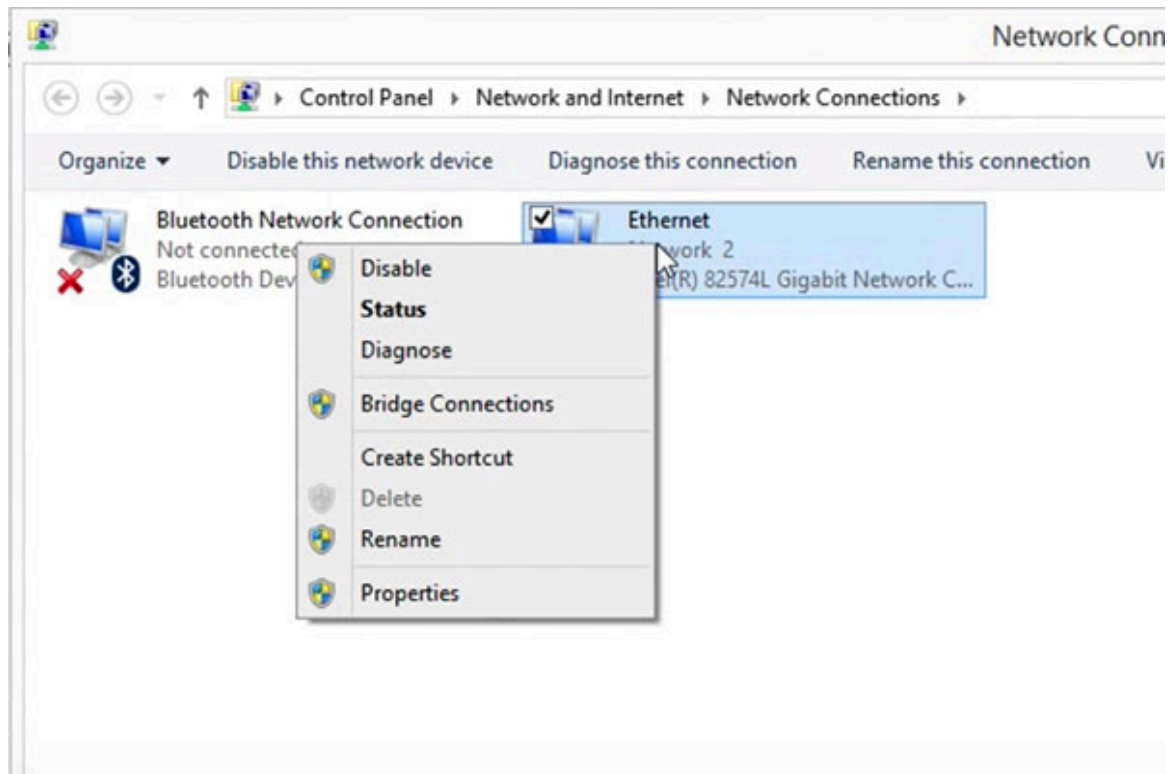 Network Conn
Control Panel Network and Internet Network Connections
Organize Disable this network device Diagnose this connection Rename this connection Vi
Bluetooth Network Connection
Not connected
Bluetooth Dev
Ethernet
2
(R) 82574L Gigabit Network C...
Disable
Status
Diagnose
Bridge Connections
Create Shortcut
Delete
Rename
Properties